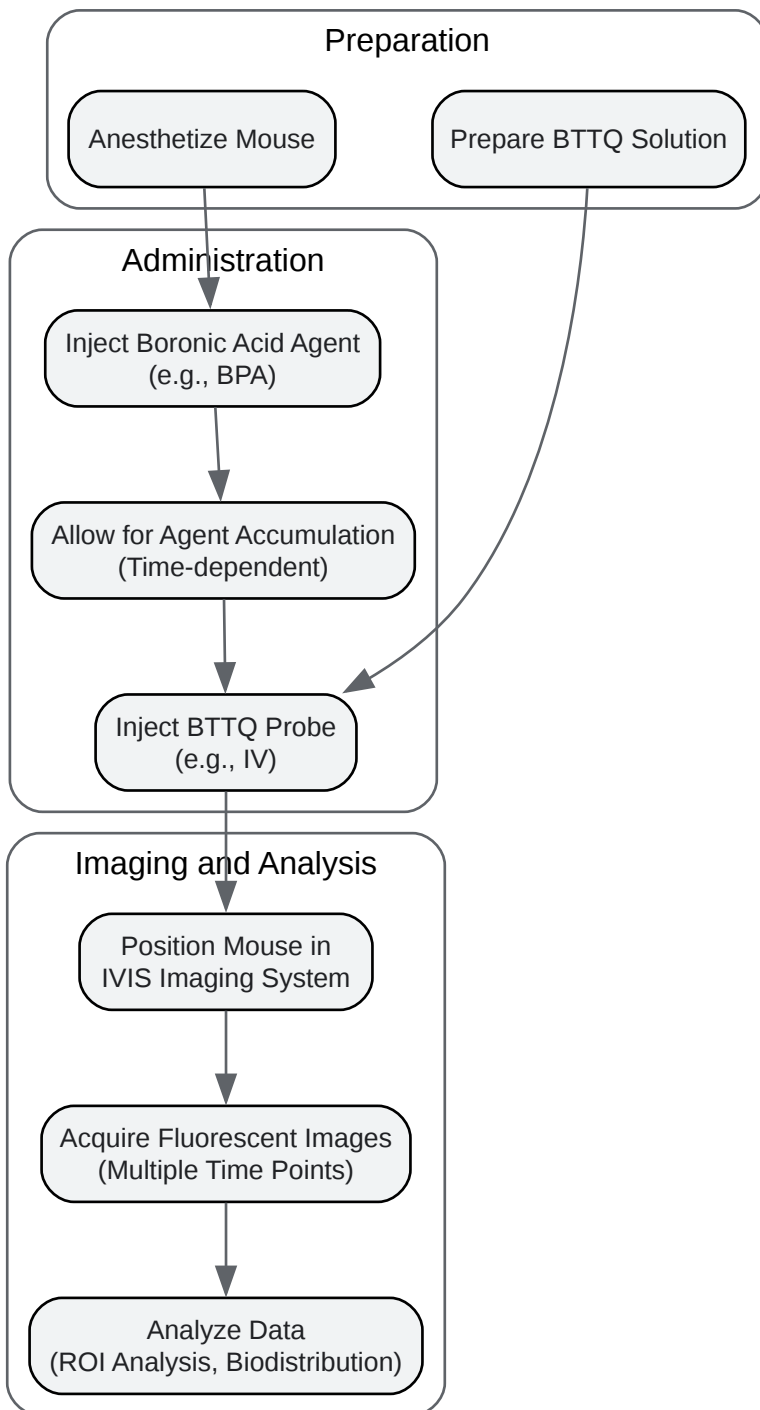 Preparation
Anesthetize Mouse
Prepare BTTQ Solution
Administration
Inject Boronic Acid Agent
(e.g., BPA)
Allow for Agent Accumulation
(Time-dependent)
Inject BTTQ Probe
(e.g., IV)
Imaging and Analysis
Position Mouse in
IVIS Imaging System
Acquire Fluorescent Images
(Multiple Time Points)
Analyze Data
(ROI Analysis, Biodistribution)